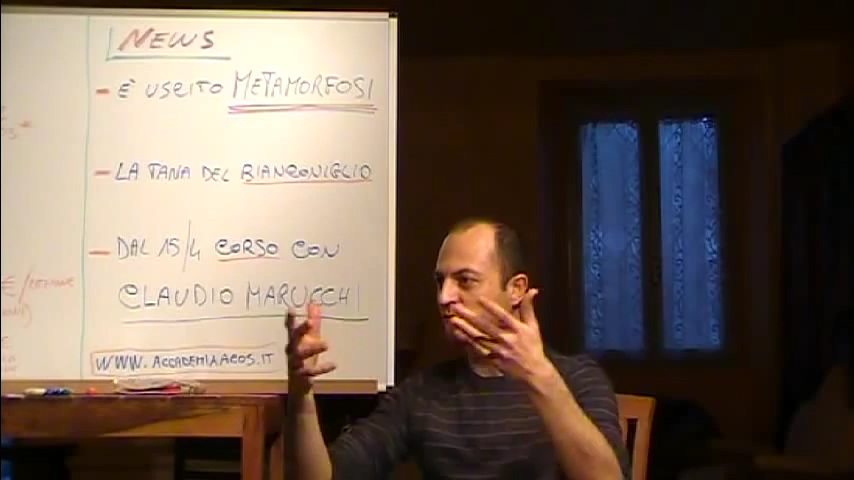 NEWS
- È USCITO METAMORFOSI
- LA TANA DEL BIANCONIGLIO
- DAL 15/4 CORSO CON
CLAUDIO MARUCCHI
WWW.ACCADEMIAACOS.IT